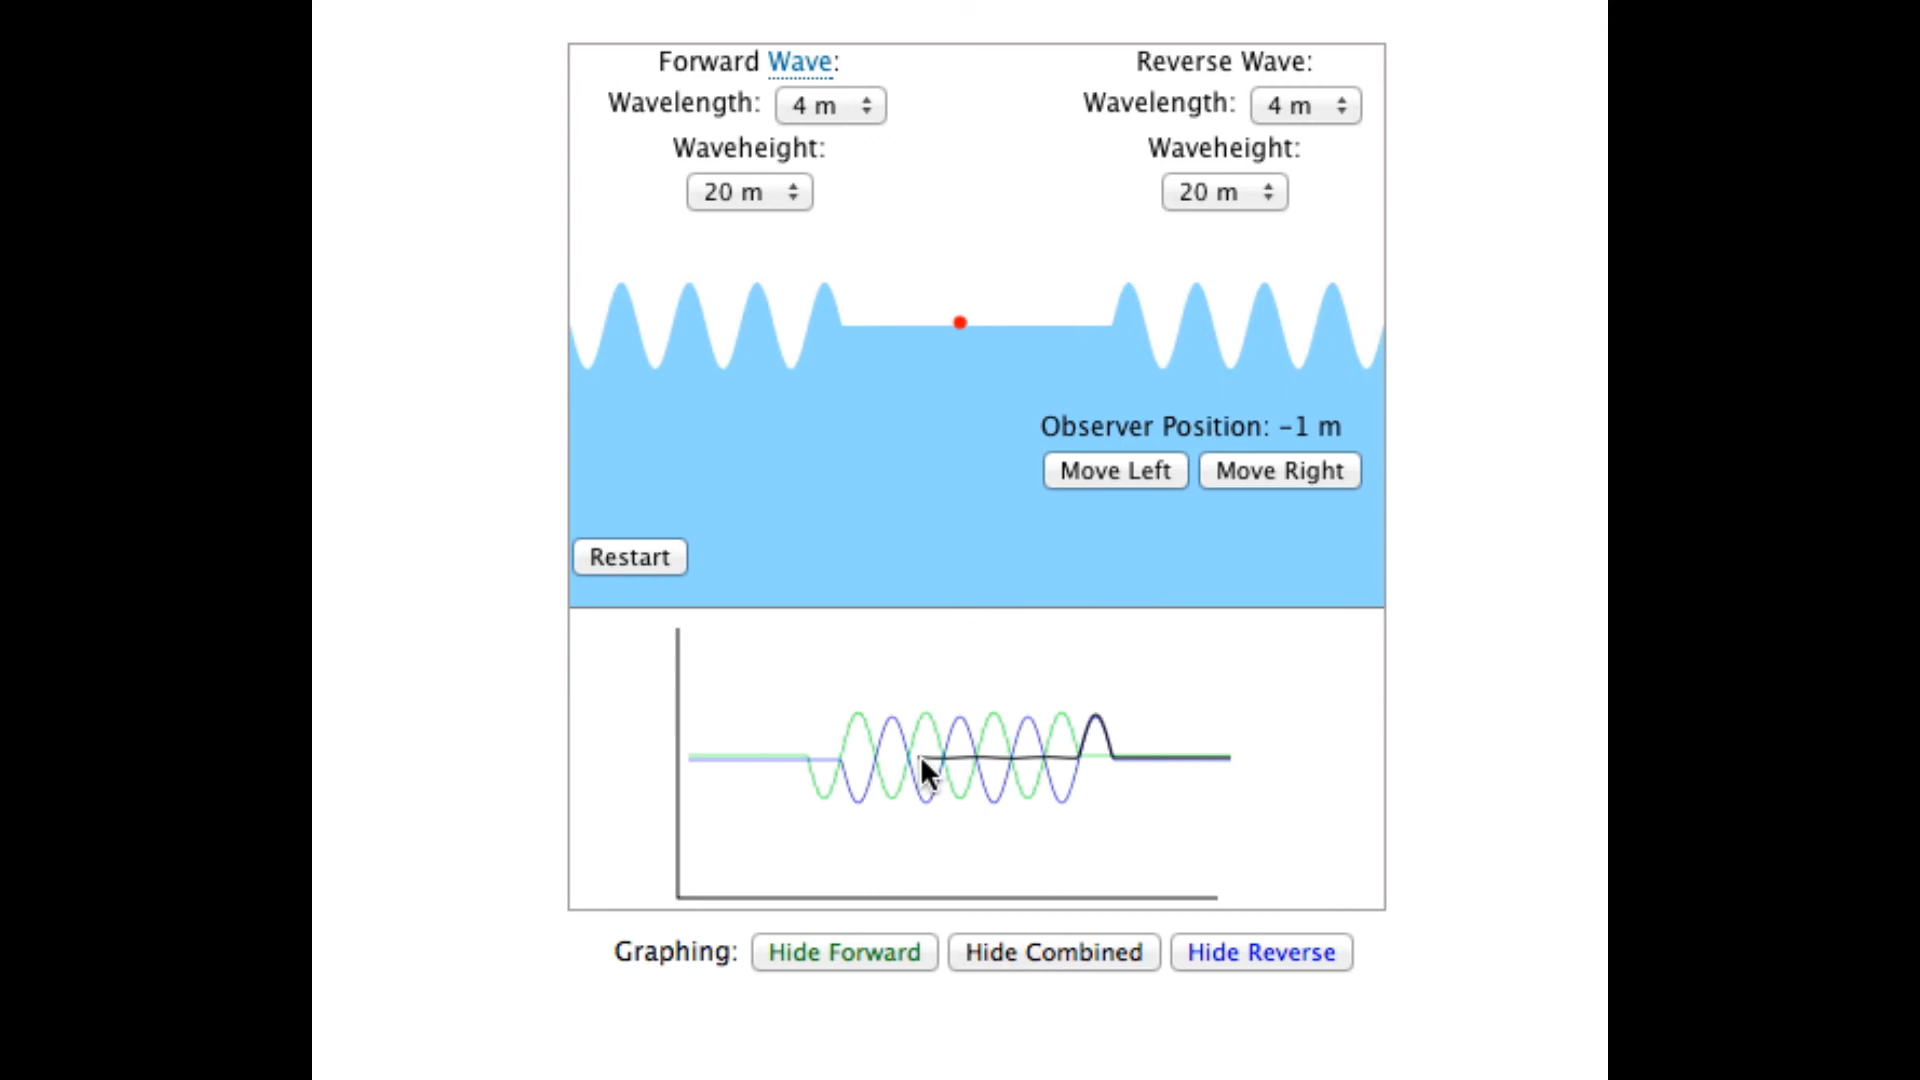 Forward Wave:
Reverse Wave:
Wavelength: 4 m
Wavelength: 4 m
Waveheight:
Waveheight:
20 m
20 m
Observer Position: -1 m
Move Left Move Right
Restart
Graphing: Hide Forward Hide Combined Hide Reverse